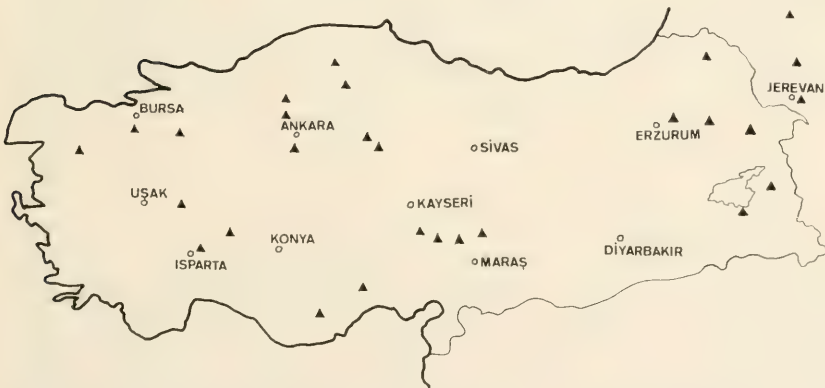 JEREVAN
BURSA
ANKARA
ERZURUM
SİVAS
UŞAK
KAYSERİ
KONYA
DİYARBAKIR
ISPARTA
MARAŞ